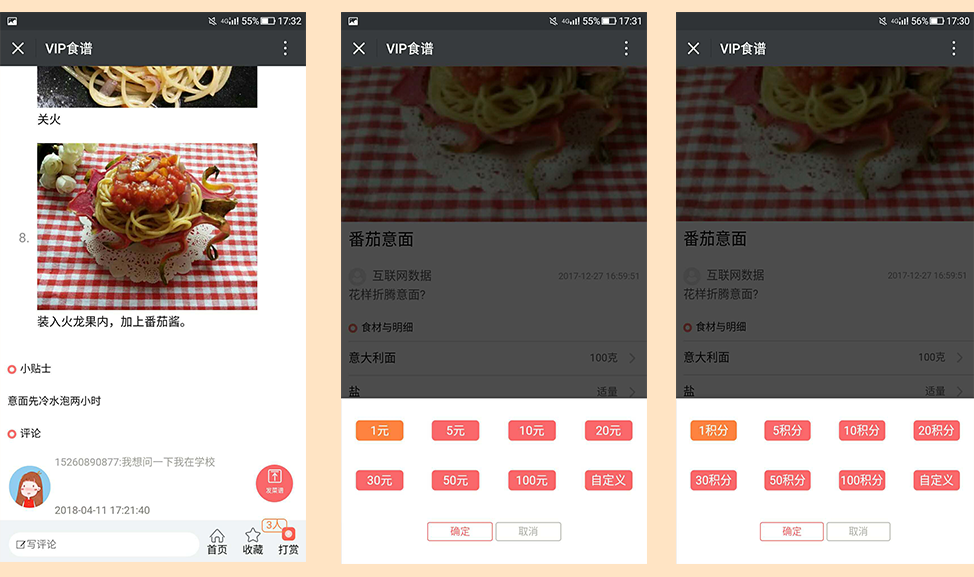 4G 55% 17:32
VIP食谱
关火
8.
装入火龙果内，加上番茄酱。
小贴士
意面先冷水泡两小时
评论
15260890877:我想问一下我在学校
发菜谱
2018-04-11 17:21:40
写评论
首页
收藏
3人
打赏
4G 55% 17:31
VIP食谱
番茄意面
互联网数据 2017-12-27 16:59:51
花样折腾意面?
食材与明细
意大利面 100克
盐 适量
1元 5元 10元 20元
30元 50元 100元 自定义
确定 取消
4G 56% 17:30
VIP食谱
番茄意面
互联网数据 2017-12-27 16:59:51
花样折腾意面?
食材与明细
意大利面 100克
盐 适量
1积分 5积分 10积分 20积分
30积分 50积分 100积分 自定义
确定 取消